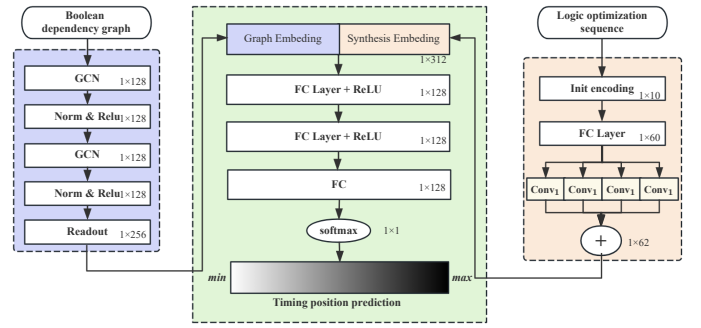 Boolean
dependency graph
GCN
1×128
Norm & Relu
1×128
GCN
1×128
Norm & Relu
1×128
Readout
1×256
Graph Embeding
Synthesis Embeding
1×312
FC Layer + ReLU
1×128
FC Layer + ReLU
1×128
FC
1×128
softmax
1×1
min
max
Timing position prediction
Logic optimization
sequence
Init encoding
1×10
FC Layer
1×60
Conv1
Conv1
Conv1
Conv1
+
1×62